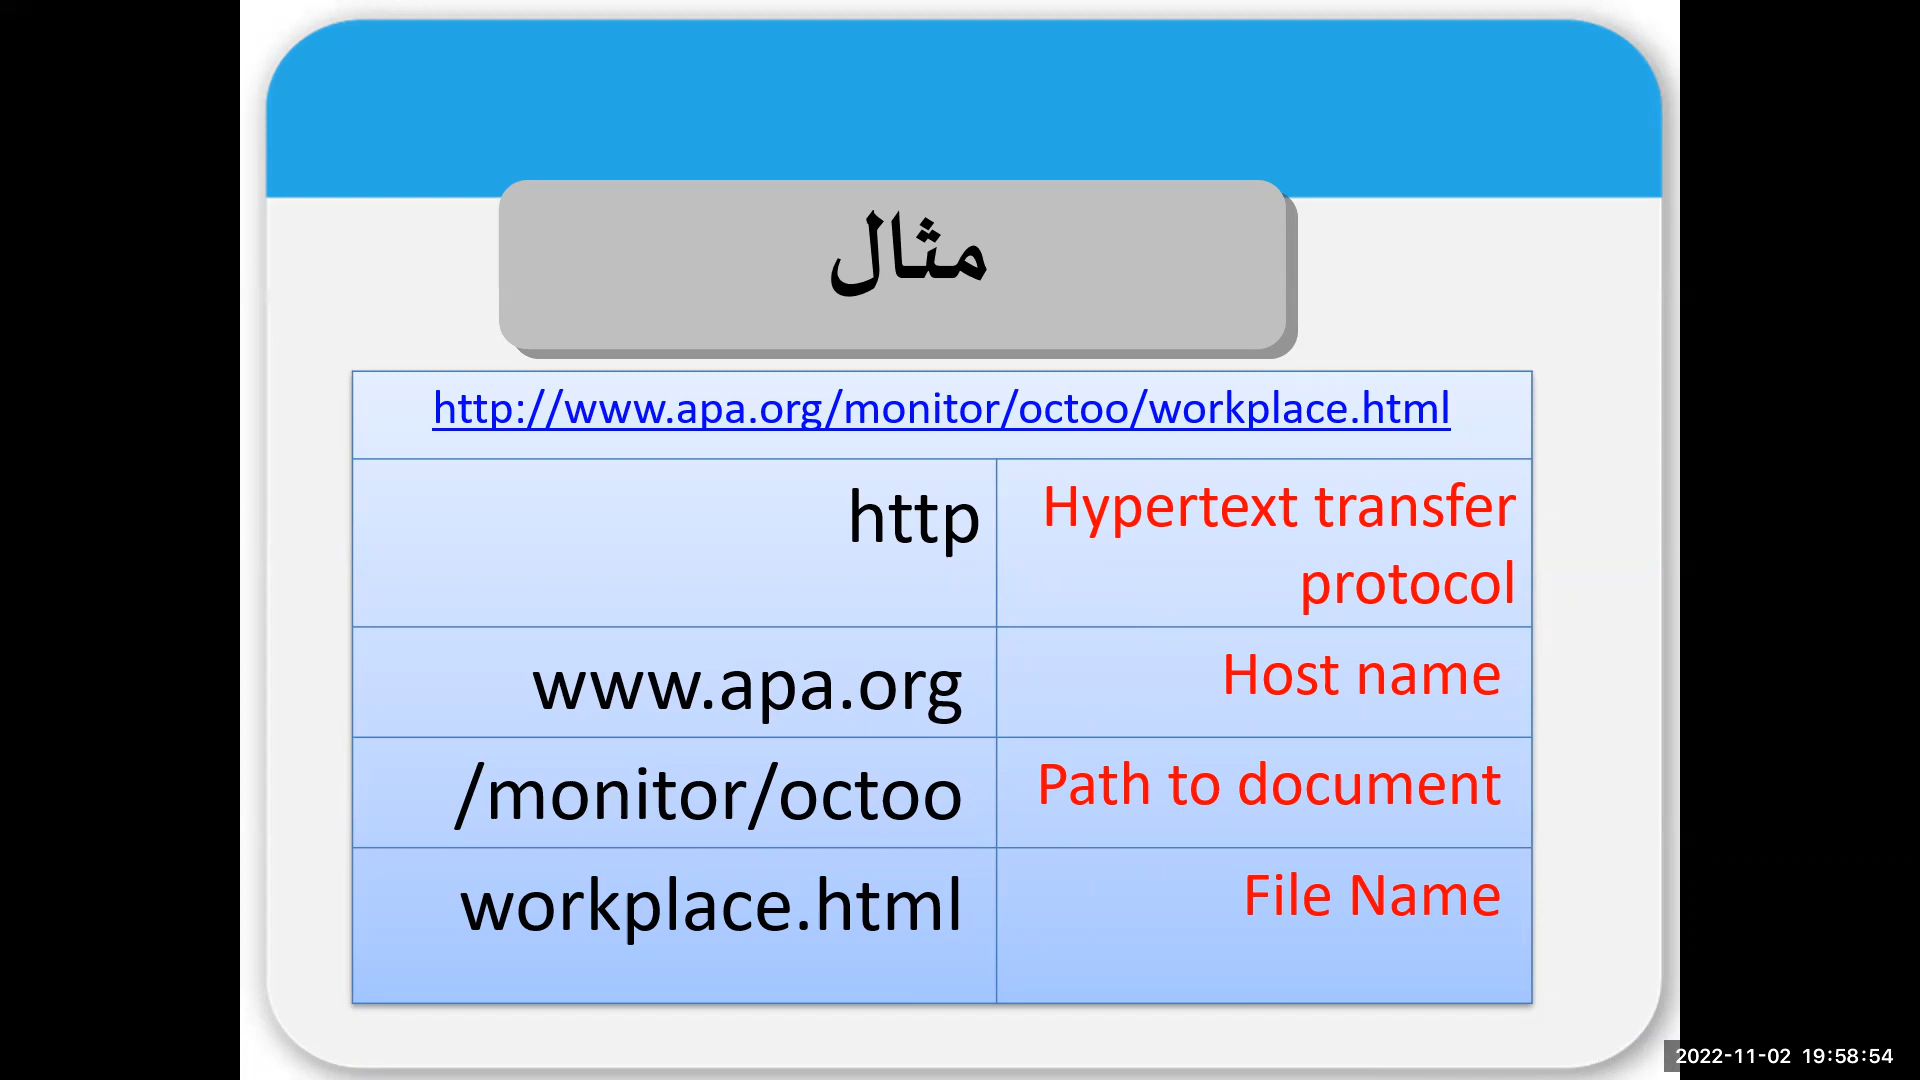 مثال
http://www.apa.org/monitor/octoo/workplace.html
http
Hypertext transfer
protocol
www.apa.org
Host name
/monitor/octoo
Path to document
workplace.html
File Name
2022-11-02 19:58:54